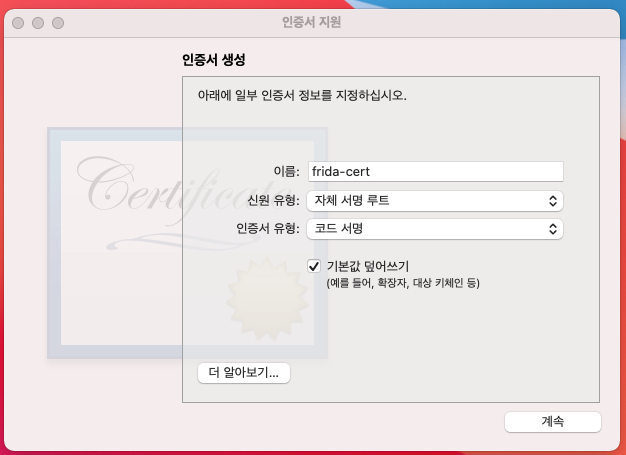 인증서 지원
인증서 생성
아래에 일부 인증서 정보를 지정하십시오.
Certificate
이름: frida-cert
신원 유형: 자체 서명 루트
인증서 유형: 코드 서명
기본값 덮어쓰기
(예를 들어, 확장자, 대상 키체인 등)
더 알아보기...
계속